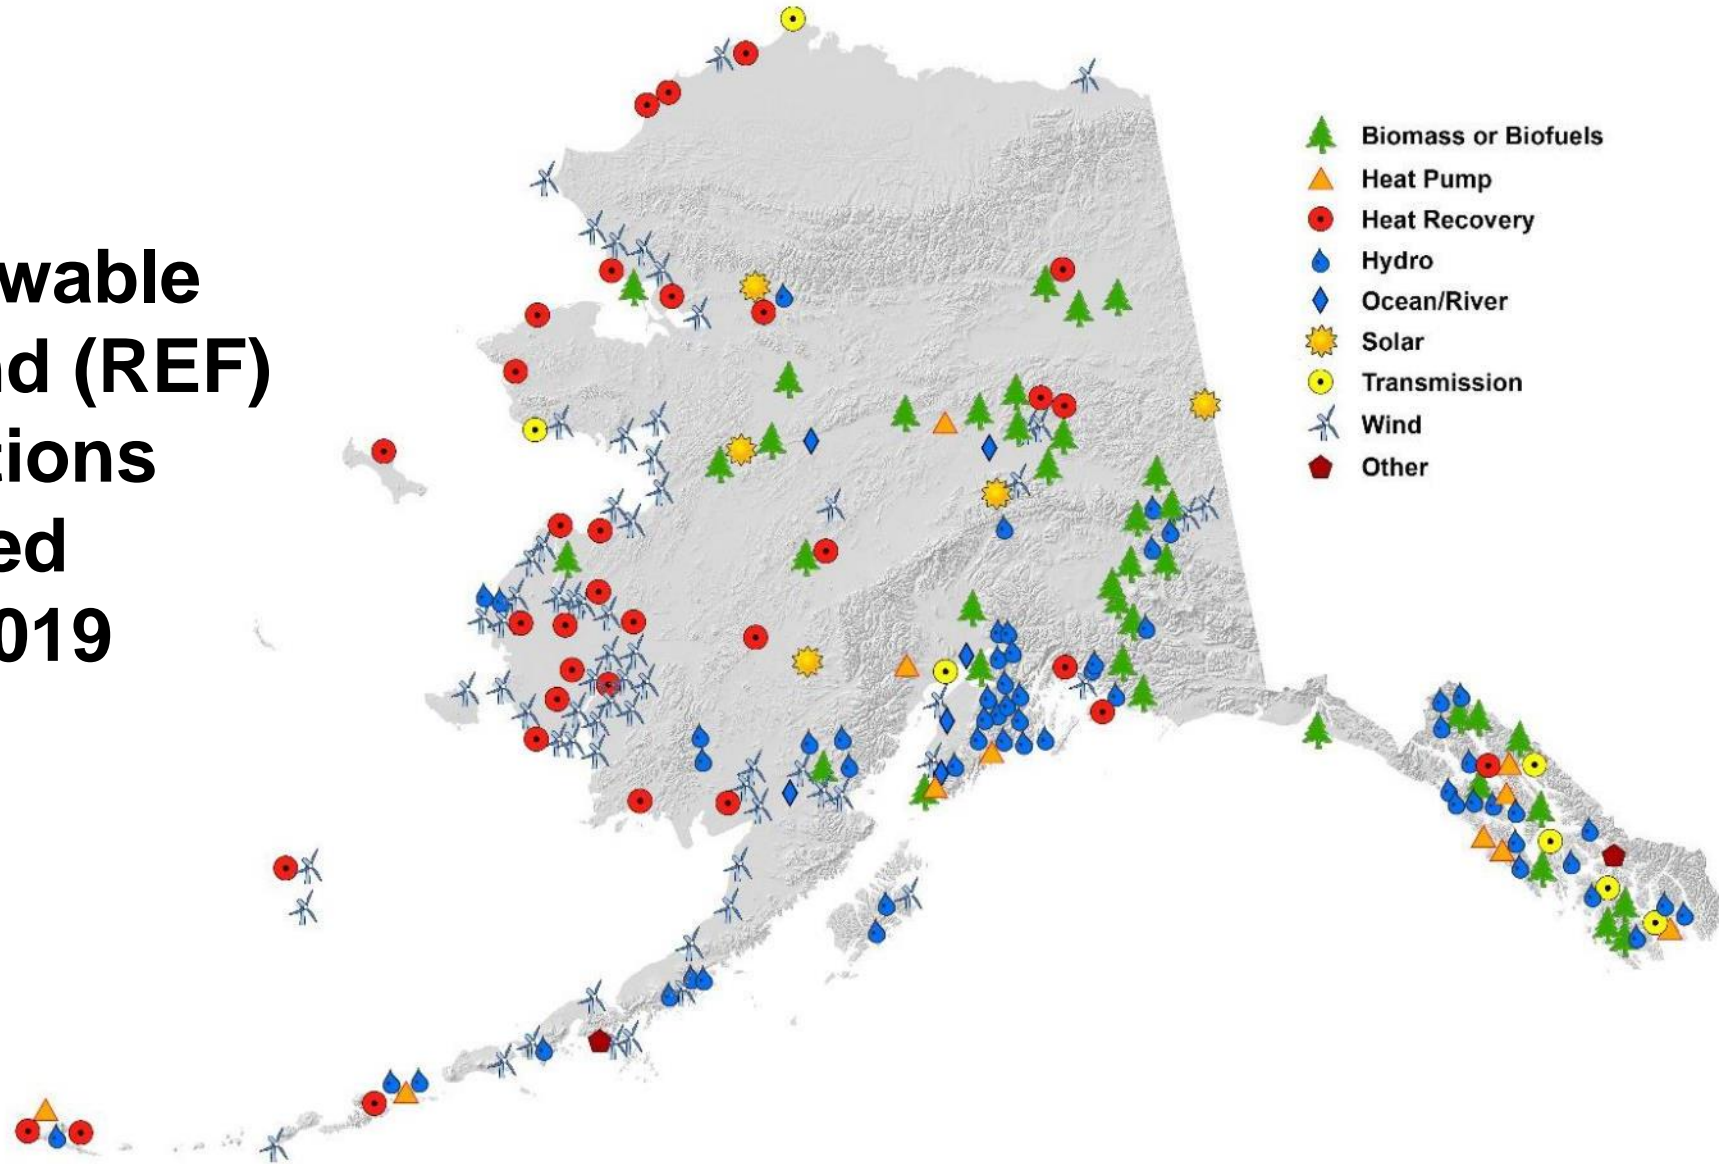 wable
nd (REF)
tions
ed
019
Biomass or Biofuels
Heat Pump
Heat Recovery
Hydro
Ocean/River
Solar
Transmission
Wind
Other